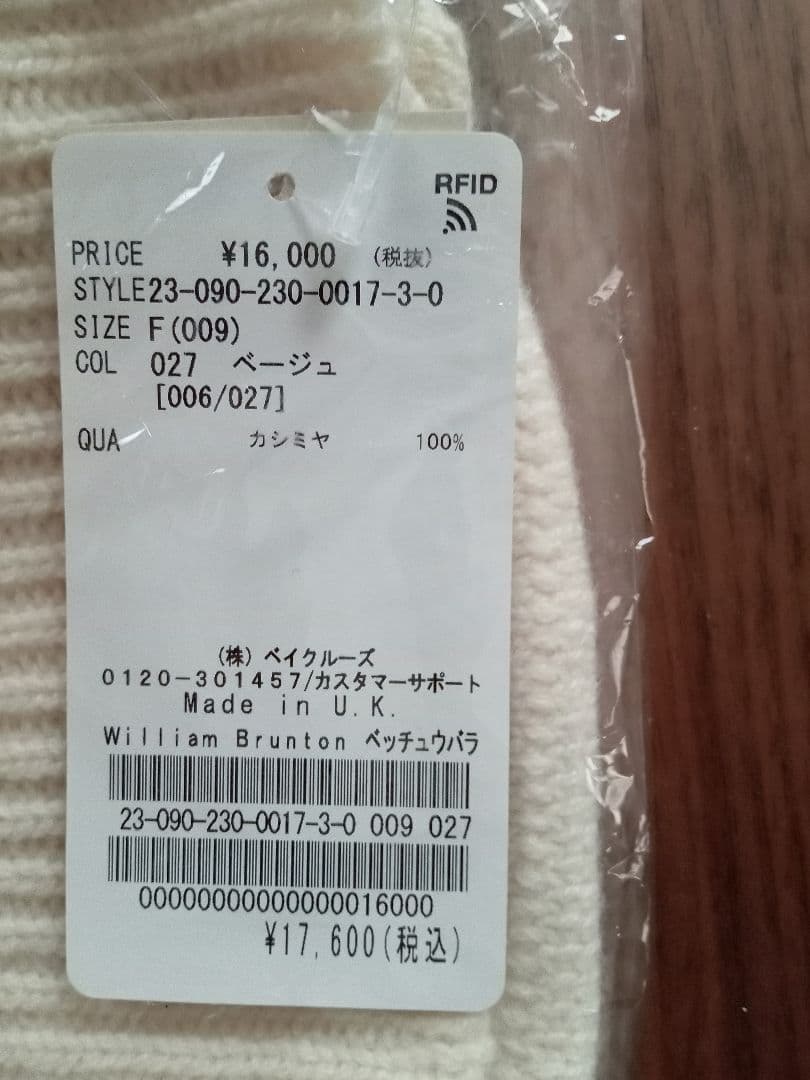 RFID
PRICE ¥16,000 (税抜)
STYLE23-090-230-0017-3-0
SIZE F(009)
COL 027 ベージュ
[006/027]
QUA カシミヤ 100%
(株) ベイクルーズ
0120-301457/カスタマーサポート
Made in U.K.
William Brunton ベッチュウバラ
23-090-230-0017-3-0 009 027
00000000000000016000
¥17,600(税込)